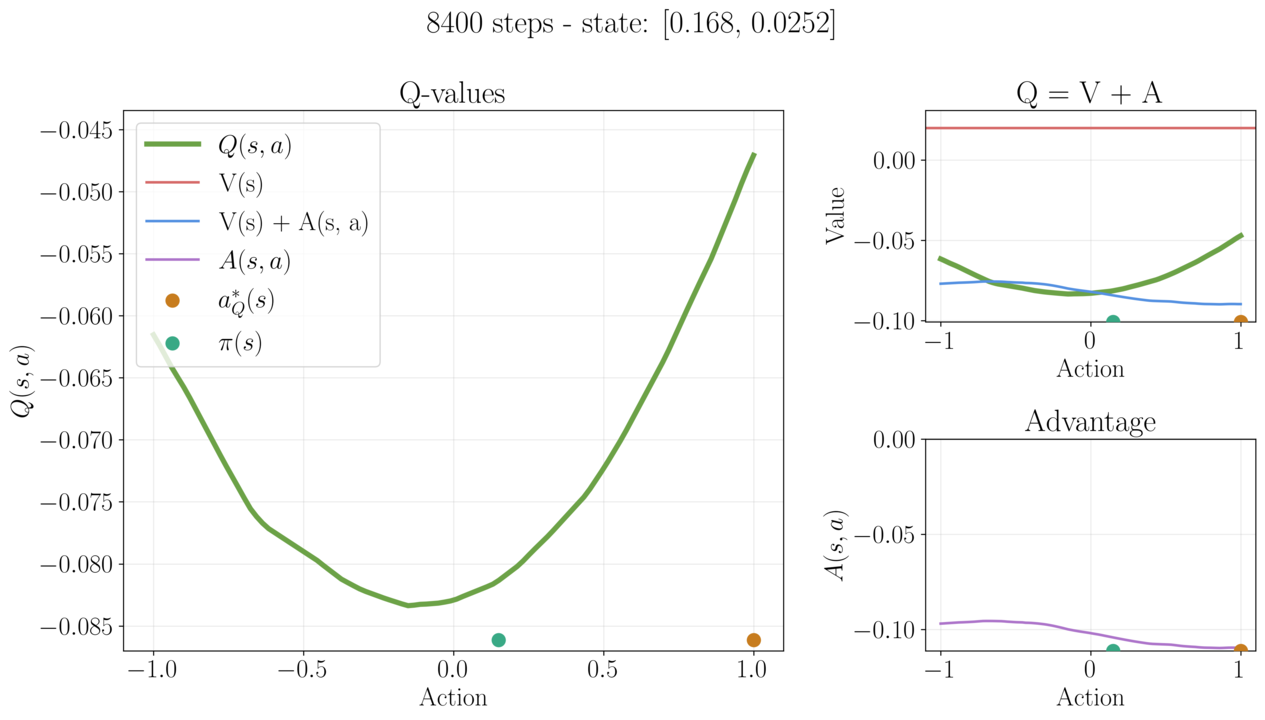 8400 steps - state: [0.168, 0.0252]
Q-values
Q(s, a)
V(s)
V(s) + A(s, a)
A(s, a)
a*Q(s)
π(s)
−0.045
−0.050
−0.055
−0.060
−0.065
−0.070
−0.075
−0.080
−0.085
Q(s, a)
−1.0
−0.5
0.0
0.5
1.0
Action
Q = V + A
0.00
−0.05
−0.10
Value
−1
0
1
Action
Advantage
0.00
−0.05
−0.10
A(s, a)
−1
0
1
Action